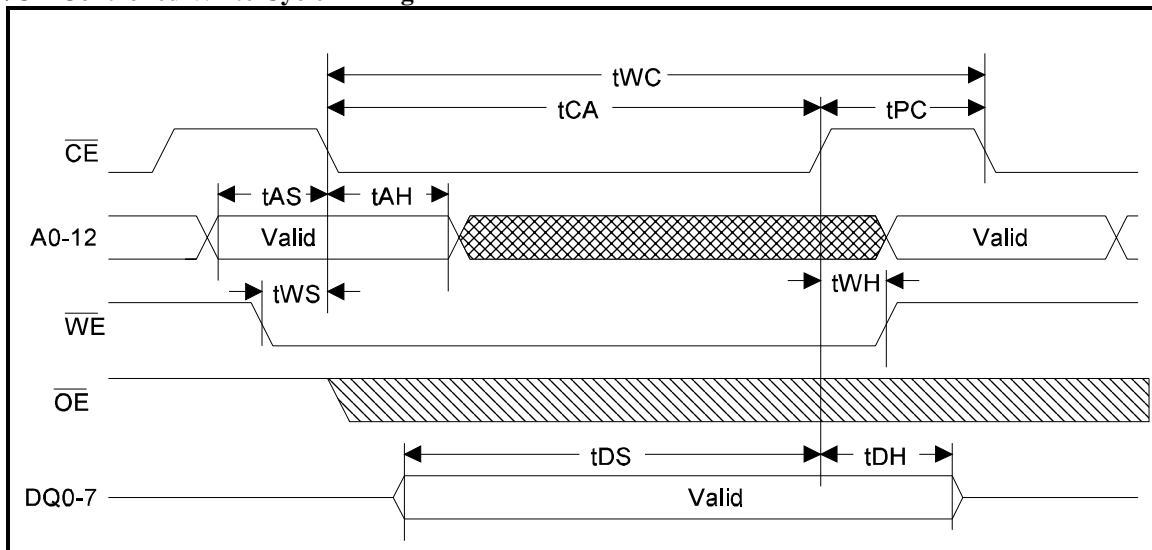 tWC
tCA tPC
CE
tAS tAH
A0-12 Valid Valid
tWS tWH
WE
OE
tDS tDH
DQ0-7 Valid